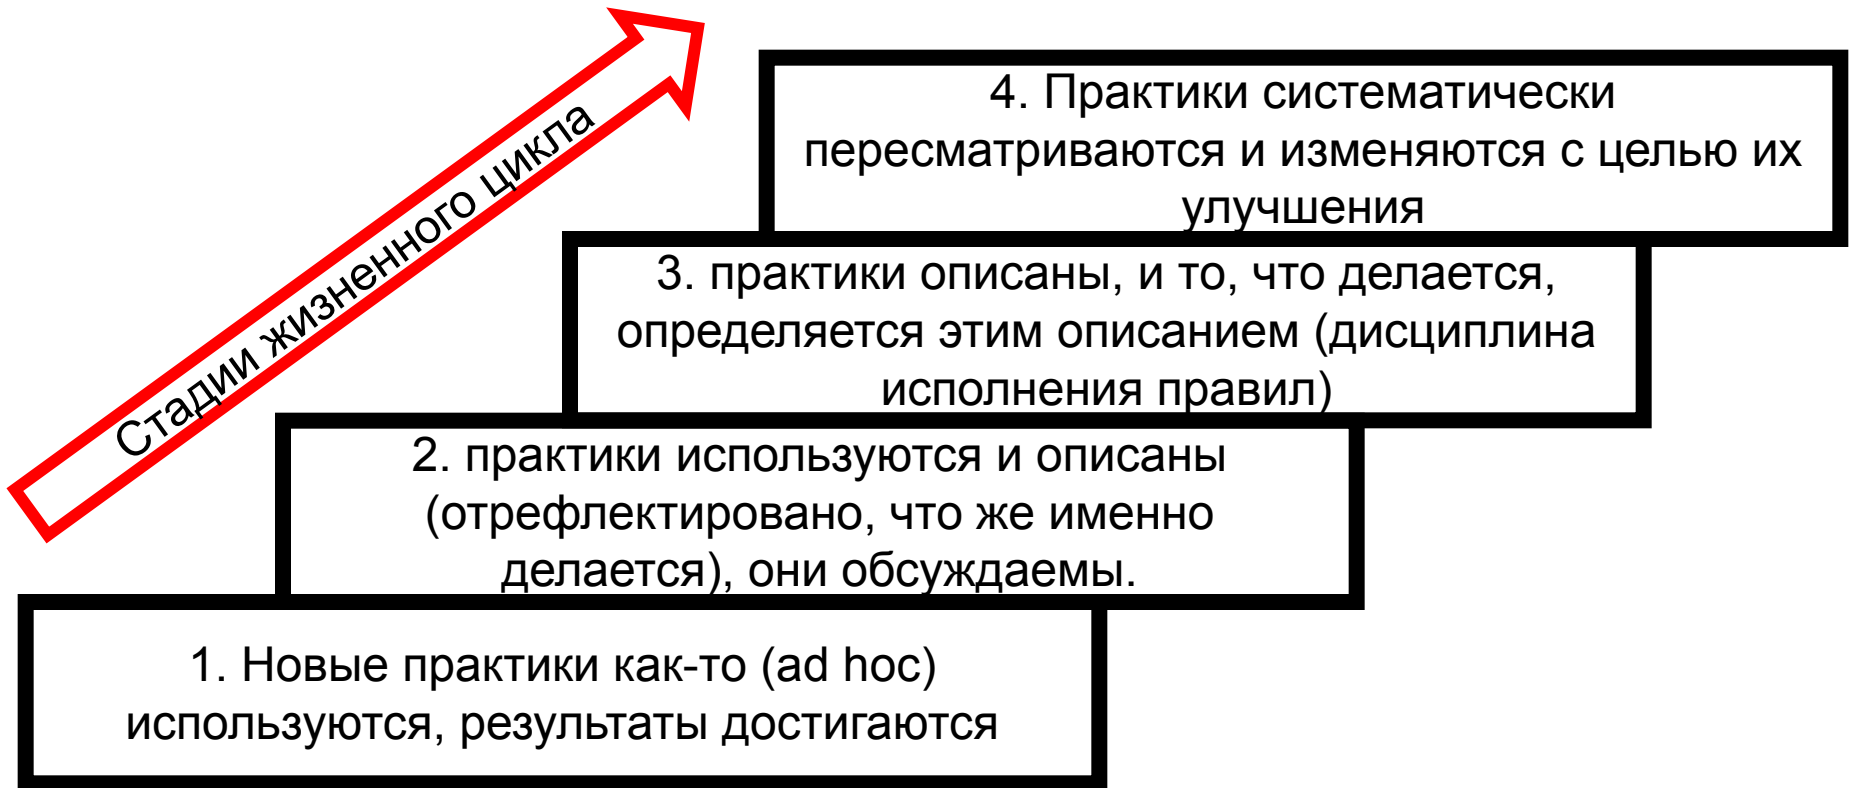 Стадии жизненного цикла
4. Практики систематически
пересматриваются и изменяются с целью их
улучшения
3. практики описаны, и то, что делается,
определяется этим описанием (дисциплина
исполнения правил)
2. практики используются и описаны
(отрефлектировано, что же именно
делается), они обсуждаемы.
1. Новые практики как-то (ad hoc)
используются, результаты достигаются